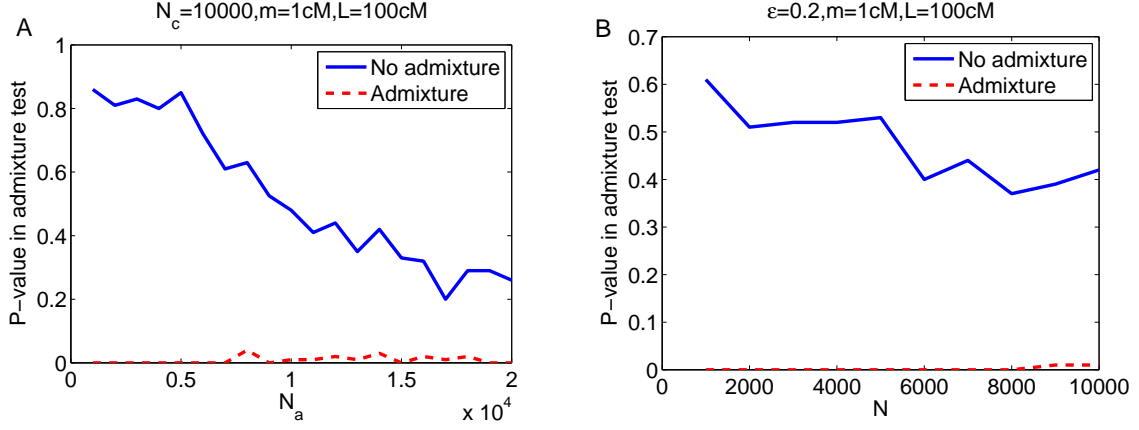 A
N_c=10000,m=1cM,L=100cM
P-value in admixture test
1
0.8
0.6
0.4
0.2
0
No admixture
Admixture
0 0.5 1 1.5 2
x 10^4
N_a
B
ε=0.2,m=1cM,L=100cM
P-value in admixture test
0.7
0.6
0.5
0.4
0.3
0.2
0.1
0
No admixture
Admixture
0 2000 4000 6000 8000 10000
N